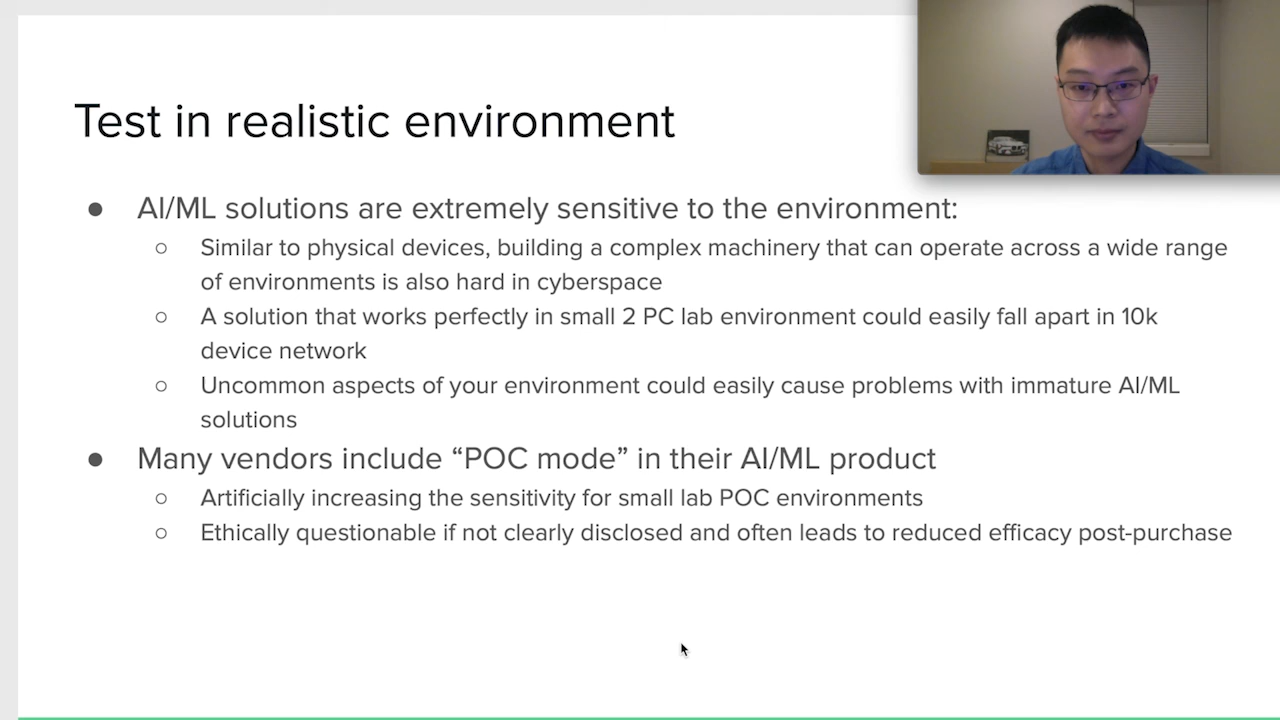 Test in realistic environment
● AI/ML solutions are extremely sensitive to the environment:
○ Similar to physical devices, building a complex machinery that can operate across a wide range
of environments is also hard in cyberspace
○ A solution that works perfectly in small 2 PC lab environment could easily fall apart in 10k
device network
○ Uncommon aspects of your environment could easily cause problems with immature AI/ML
solutions
● Many vendors include “POC mode” in their AI/ML product
○ Artificially increasing the sensitivity for small lab POC environments
○ Ethically questionable if not clearly disclosed and often leads to reduced efficacy post-purchase